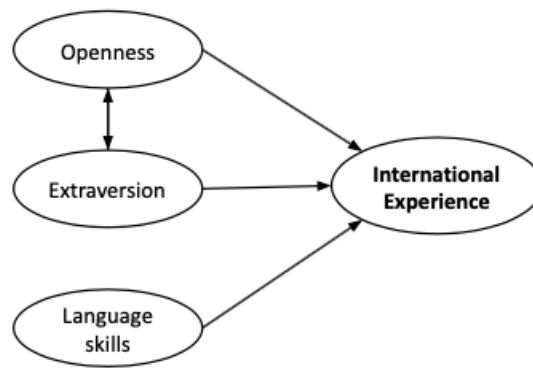 Openness
Extraversion
International
Experience
Language
skills